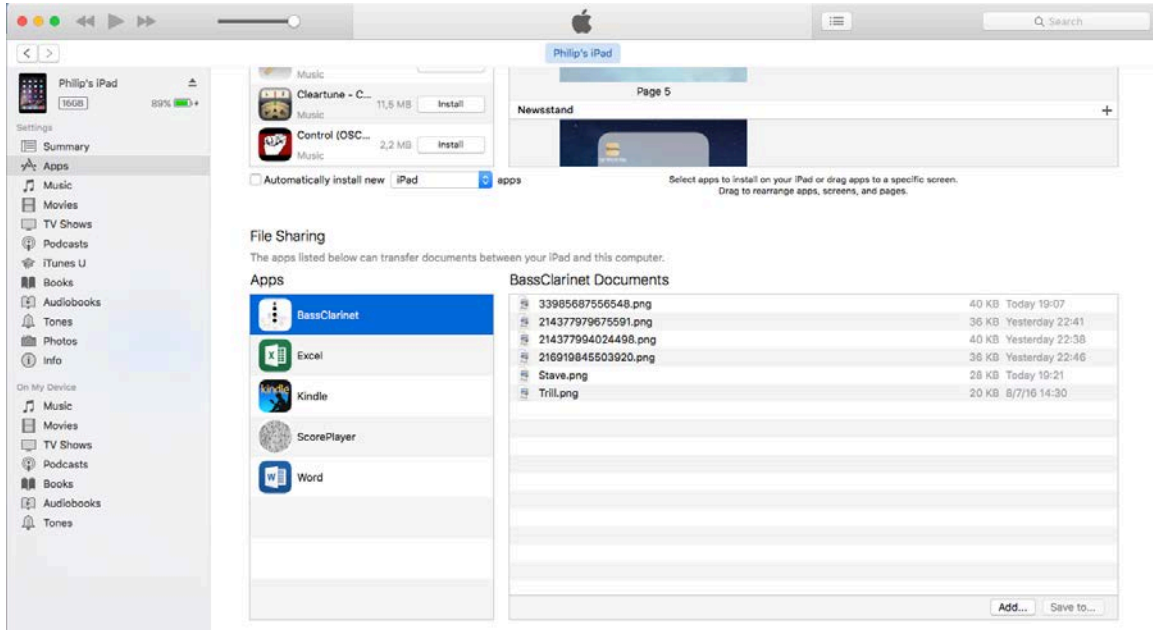 Search
Philip's iPad
Philip's iPad
16GB 89%
Settings
Summary
Apps
Music
Movies
TV Shows
Podcasts
iTunes U
Books
Audiobooks
Tones
Photos
Info
On My Device
Music
Movies
TV Shows
Podcasts
Books
Audiobooks
Tones
Music
Cleartune - C... 11,5 MB Install
Music
Control (OSC... 2,2 MB Install
Music
Page 5
Newsstand
Automatically install new iPad apps
Select apps to install on your iPad or drag apps to a specific screen.
Drag to rearrange apps, screens, and pages.
File Sharing
The apps listed below can transfer documents between your iPad and this computer.
Apps
BassClarinet
Excel
kindle
Kindle
ScorePlayer
Word
BassClarinet Documents
33985687556548.png 40 KB Today 19:07
214377979675591.png 36 KB Yesterday 22:41
214377994024498.png 40 KB Yesterday 22:38
216919845503920.png 36 KB Yesterday 22:46
Stave.png 28 KB Today 19:21
Trill.png 20 KB 8/7/16 14:30
Add... Save to...